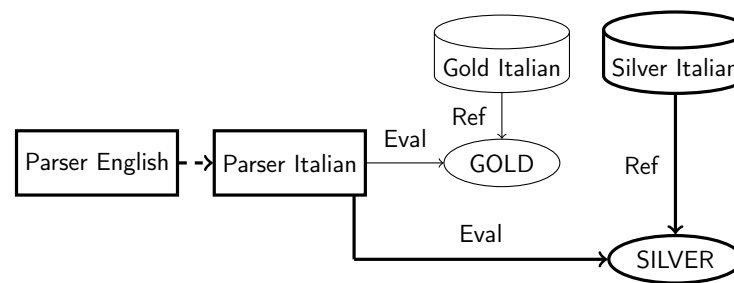 Gold Italian
Silver Italian
Ref
Eval
Parser English
Parser Italian
GOLD
Ref
Eval
SILVER